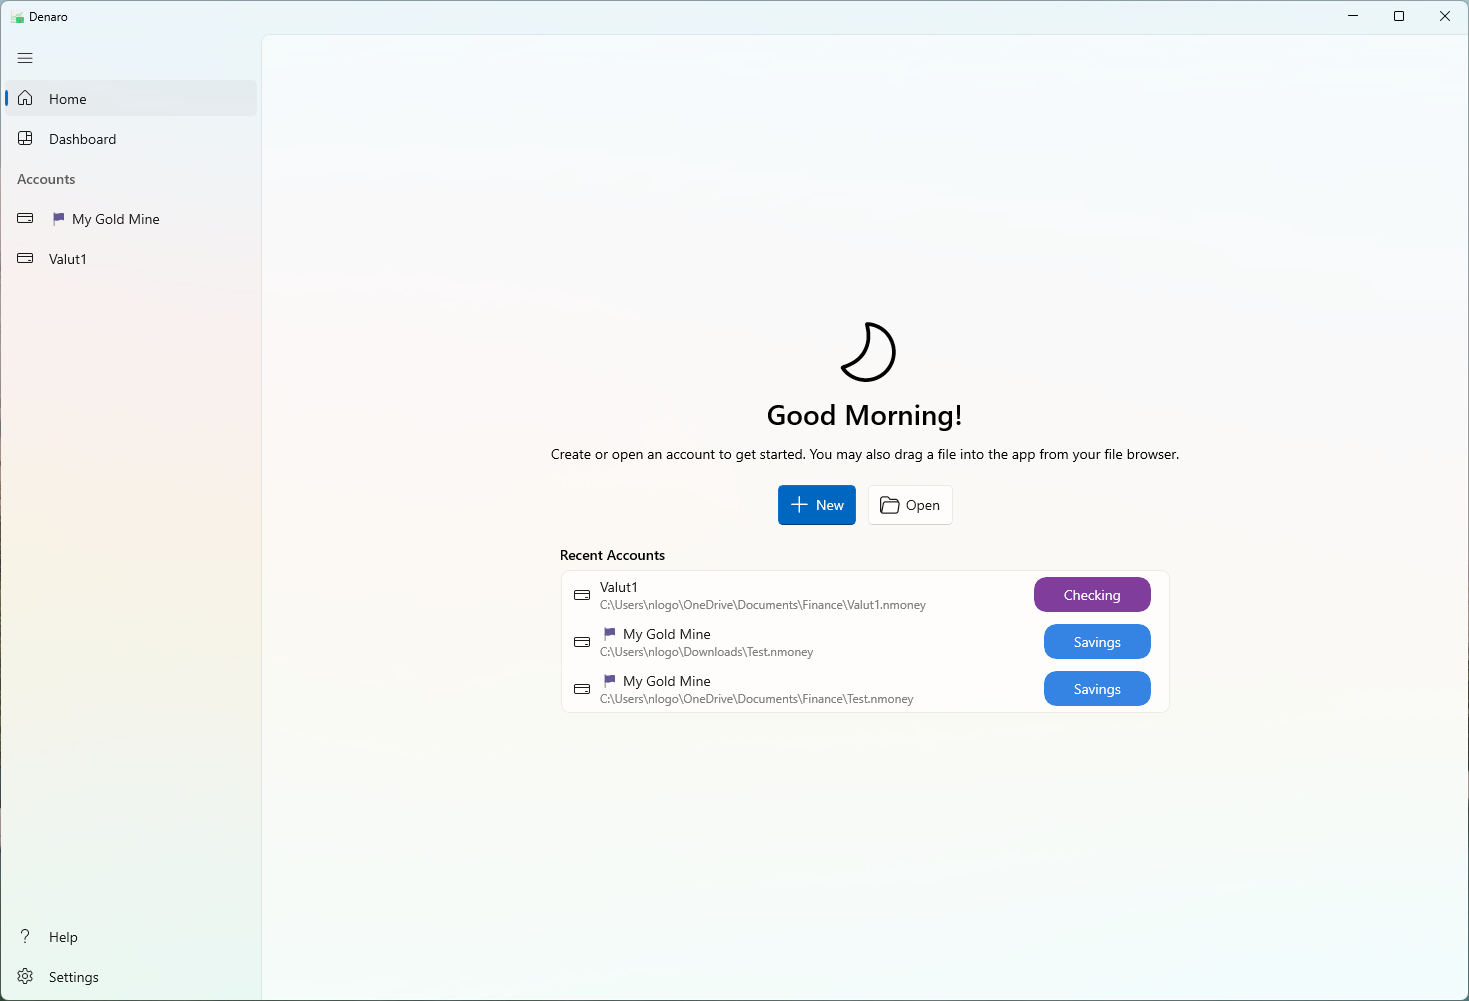 Denaro
Home
Dashboard
Accounts
My Gold Mine
Valut1
Good Morning!
Create or open an account to get started. You may also drag a file into the app from your file browser.
New
Open
Recent Accounts
Valut1
Checking
C:\Users\nlogo\OneDrive\Documents\Finance\Valut1.nmoney
My Gold Mine
Savings
C:\Users\nlogo\Downloads\Test.nmoney
My Gold Mine
Savings
C:\Users\nlogo\OneDrive\Documents\Finance\Test.nmoney
Help
Settings